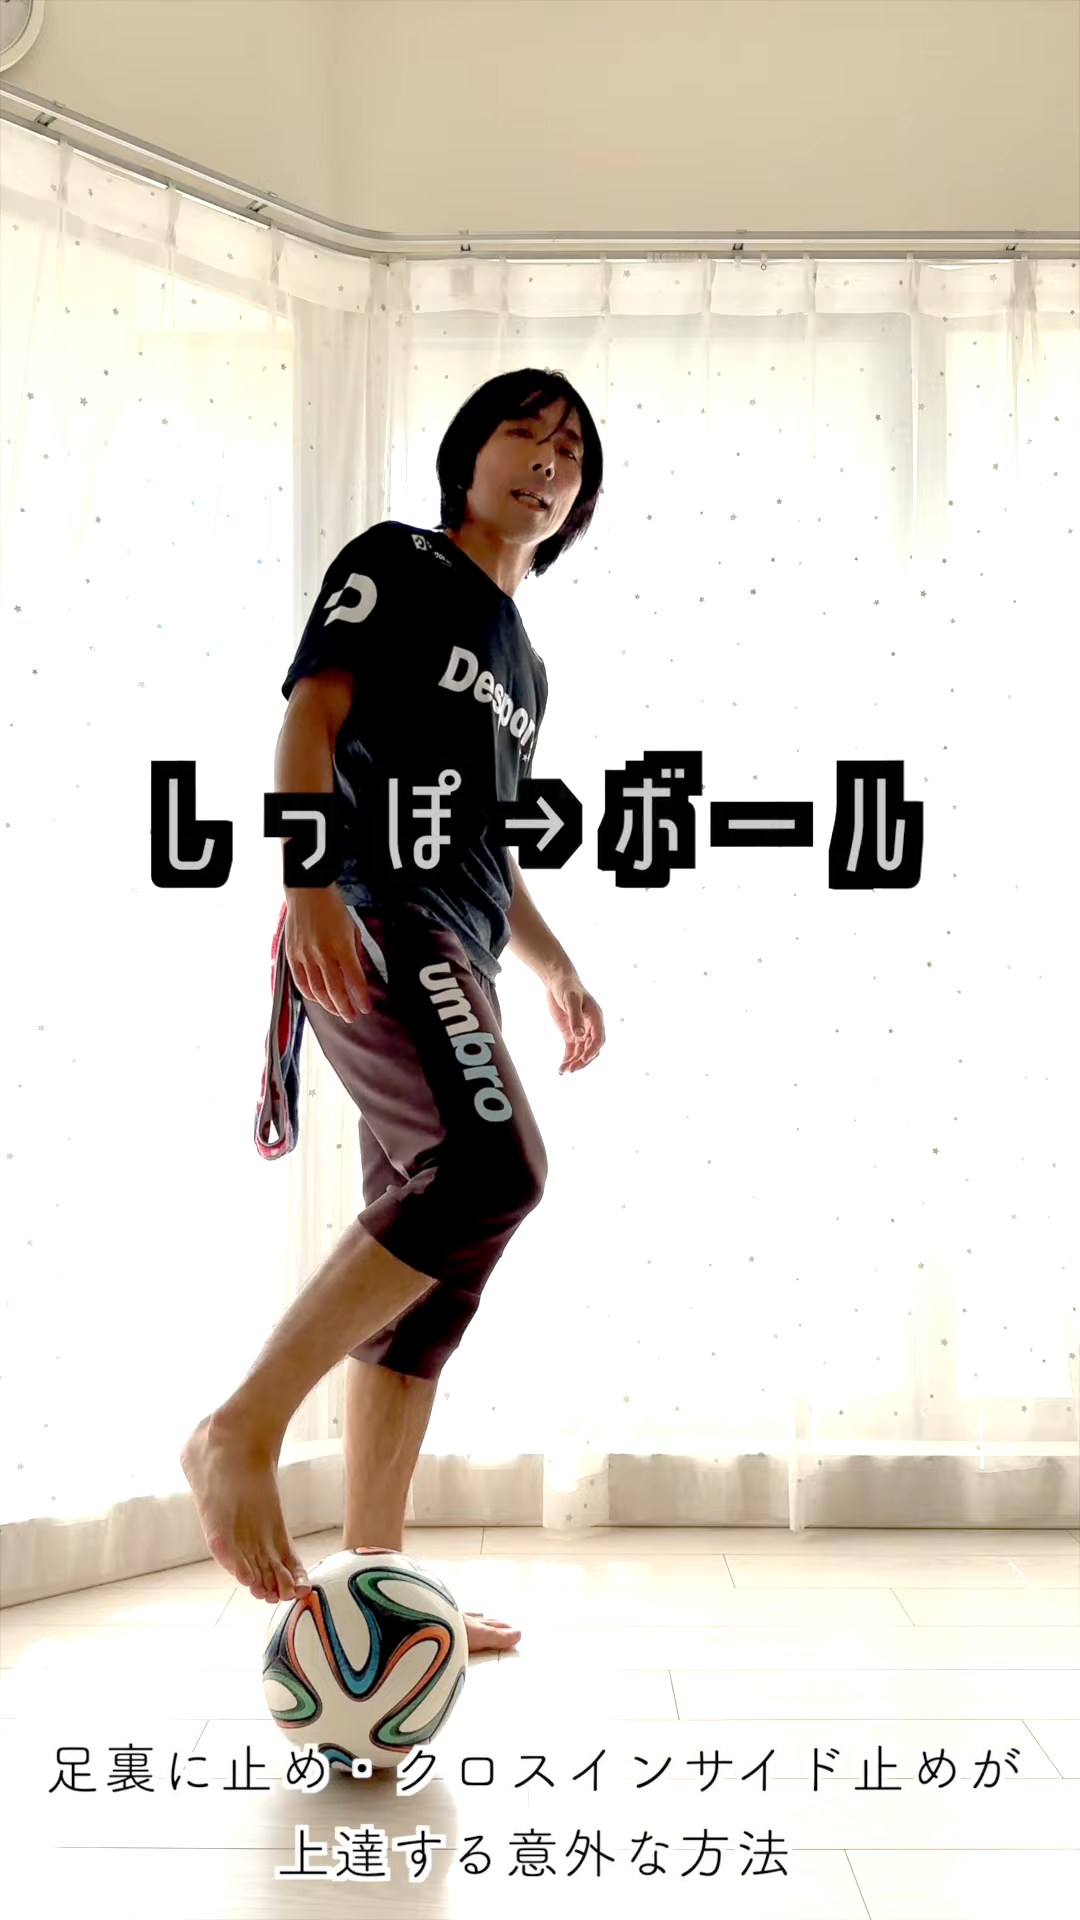 Despor
しっぽ→ボール
umbro
足裏に止め・クロスインサイド止めが
上達する意外な方法